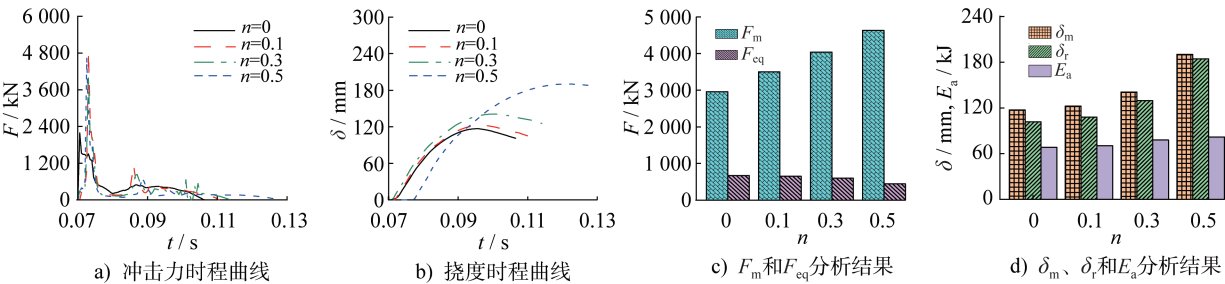 F / kN
6 000
4 800
3 600
2 400
1 200
0
0.07
0.09
0.11
0.13
t / s
n=0
n=0.1
n=0.3
n=0.5
a) 冲击力时程曲线
δ / mm
300
240
180
120
60
0
0.07
0.09
0.11
0.13
t / s
n=0
n=0.1
n=0.3
n=0.5
b) 挠度时程曲线
F / kN
5 000
4 000
3 000
2 000
1 000
0
0
0.1
0.3
0.5
n
Fm
Feq
c) Fm和Feq分析结果
δ / mm, Ea / kJ
240
180
120
60
0
0
0.1
0.3
0.5
n
δm
δr
Ea
d) δm、δr和Ea分析结果